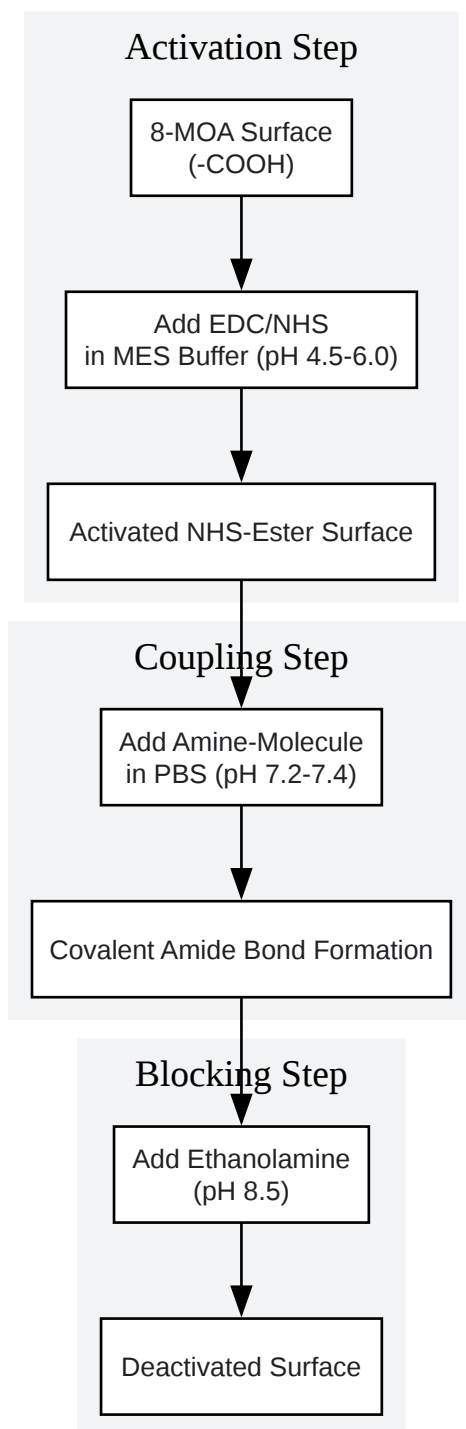 Activation Step
8-MOA Surface
(-COOH)
Add EDC/NHS
in MES Buffer (pH 4.5-6.0)
Activated NHS-Ester Surface
Coupling Step
Add Amine-Molecule
in PBS (pH 7.2-7.4)
Covalent Amide Bond Formation
Blocking Step
Add Ethanolamine
(pH 8.5)
Deactivated Surface